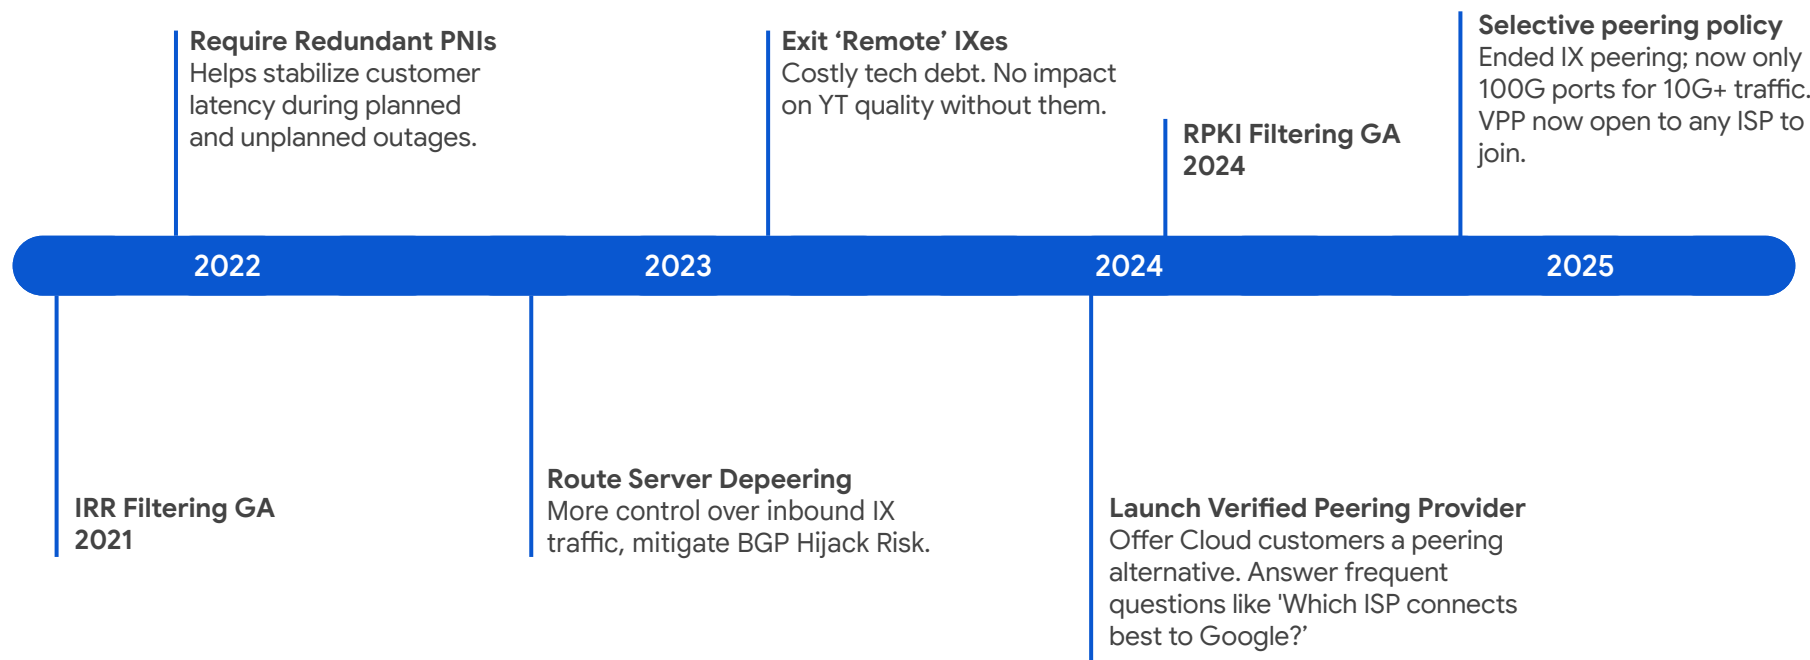 Require Redundant PNIs
Helps stabilize customer
latency during planned
and unplanned outages.
Exit ‘Remote’ IXes
Costly tech debt. No impact
on YT quality without them.
RPKI Filtering GA
2024
Selective peering policy
Ended IX peering; now only
100G ports for 10G+ traffic.
VPP now open to any ISP to
join.
2022
2023
2024
2025
IRR Filtering GA
2021
Route Server Depeering
More control over inbound IX
traffic, mitigate BGP Hijack Risk.
Launch Verified Peering Provider
Offer Cloud customers a peering
alternative. Answer frequent
questions like 'Which ISP connects
best to Google?’